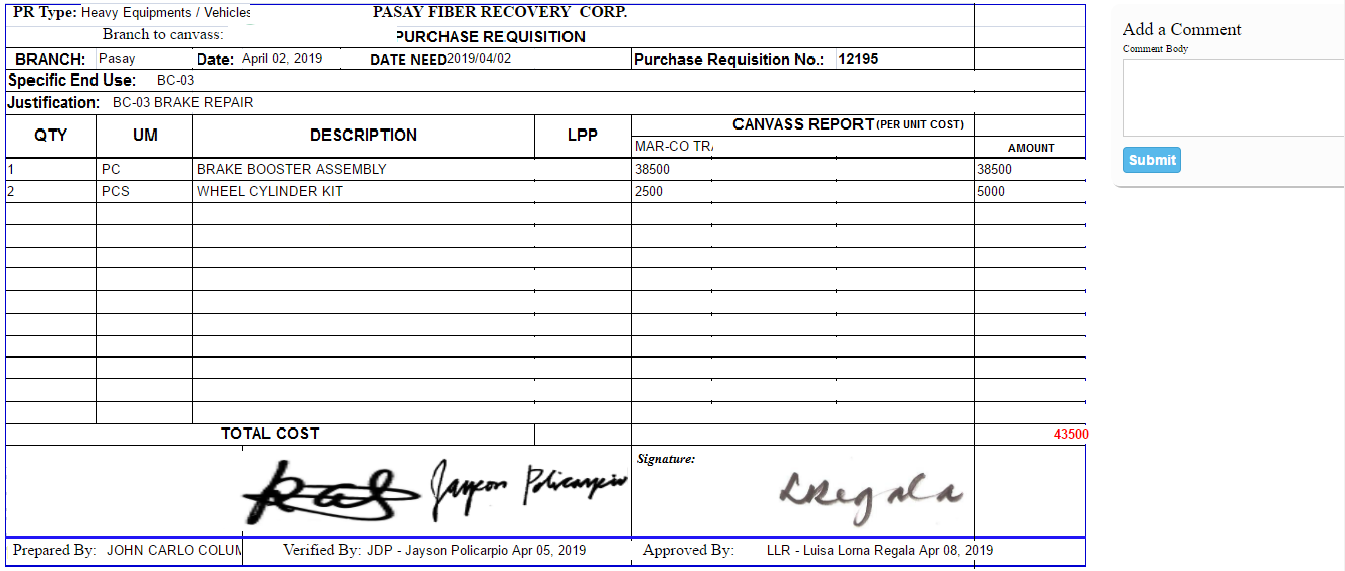 PR Type: Heavy Equipments / Vehicles PASAY FIBER RECOVERY CORP.
Branch to canvass: PURCHASE REQUISITION
BRANCH: Pasay Date: April 02, 2019 DATE NEED 2019/04/02 Purchase Requisition No.: 12195
Specific End Use: BC-03
Justification: BC-03 BRAKE REPAIR
QTY UM DESCRIPTION LPP CANVASS REPORT (PER UNIT COST)
MAR-CO TRA AMOUNT
1 PC BRAKE BOOSTER ASSEMBLY 38500 38500
2 PCS WHEEL CYLINDER KIT 2500 5000
TOTAL COST 43500
Jayson Policarpio Signature: LRegala
Prepared By: JOHN CARLO COLUM Verified By: JDP - Jayson Policarpio Apr 05, 2019 Approved By: LLR - Luisa Lorna Regala Apr 08, 2019
Add a Comment
Comment Body
Submit